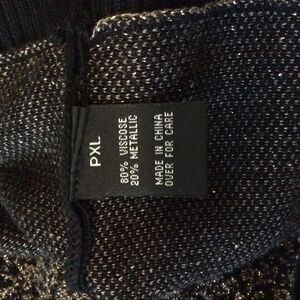 PXL
80% VISCOSE
20% METALLIC
MADE IN CHINA
OVER FOR CARE